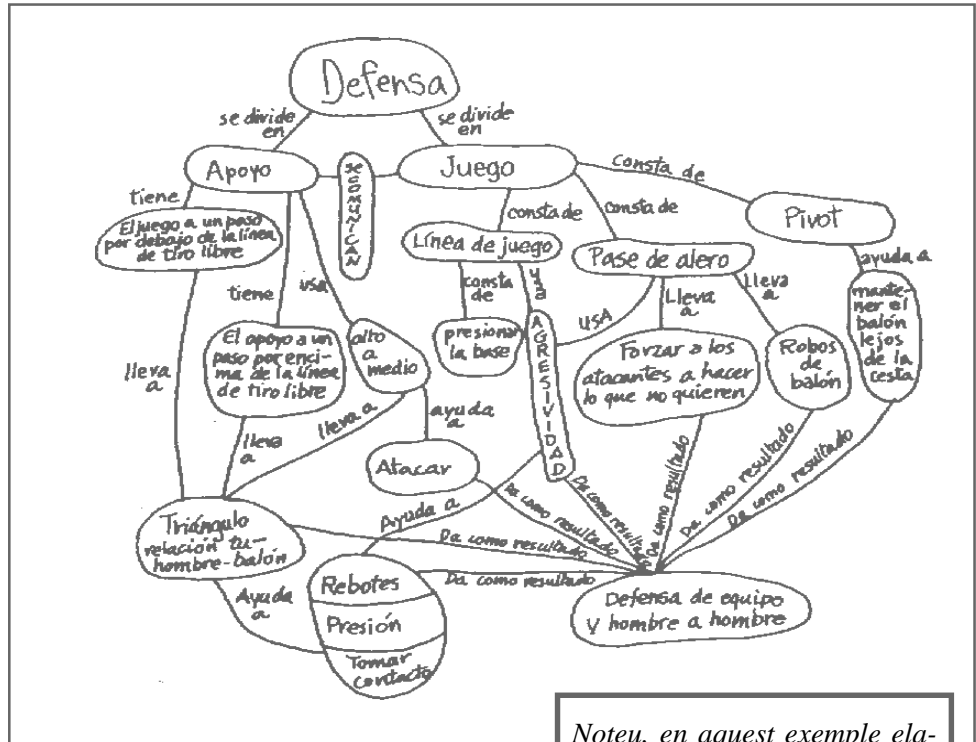 Defensa
se divide
en
se divide
en
Apoyo
SE COMUNICAN
Juego
consta de
Pivot
tiene
El juego a un paso
por debajo de la línea
de tiro libre
tiene
usa
consta de
consta de
Línea de juego
Pase de alero
ayuda a
consta
de
usa
USA
Lleva
a
Lleva
a
mante-
ner el
balón
lejos
de la
cesta
presionar
la base
AGRESIVIDAD
El apoyo a un
paso por enci-
ma de la línea
de tiro libre
alto
a
medio
Forzar a los
atacantes a hacer
lo que no quieren
Robos
de
balón
lleva
a
lleva
a
lleva a
ayuda
a
Atacar
Ayuda a
Da como resultado
Da como resultado
Da como resultado
Da como resultado
Da como resultado
Da como resultado
Triángulo
relación tu-
hombre-balón
Ayuda
a
Rebotes
Presión
Tomar
contacto
Da como resultado
Defensa de equipo
y hombre a hombre
Noteu, en aquest exemple ela-